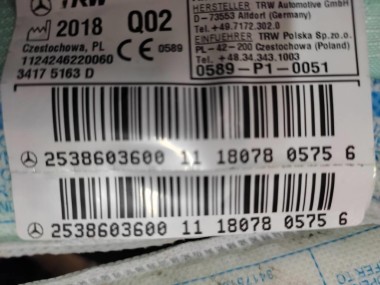 TRW
2018 Q02
Czestochowa, PL
0589
1124246220060
3417 5163 D
HERSTELLER TRW Automotive GmbH
D-73553 Alfdorf (Germany)
Tel.+49.7172.302.0
EINFUEHRER TRW Polska Sp.zo.o.
PL-42-200 Czestochowa (Poland)
Tel.+48.34.343.1003
0589-P1-0051
2538603600 11 18078 0575 6
2538603600 11 18078 0575 6